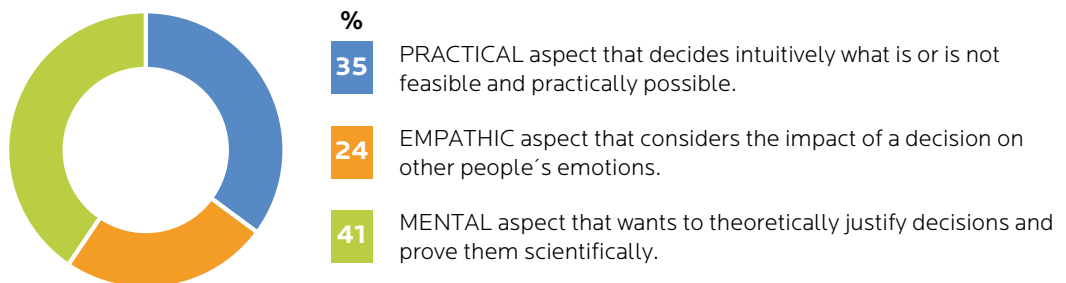 %
35
PRACTICAL aspect that decides intuitively what is or is not
feasible and practically possible.
24
EMPATHIC aspect that considers the impact of a decision on
other people´s emotions.
41
MENTAL aspect that wants to theoretically justify decisions and
prove them scientifically.